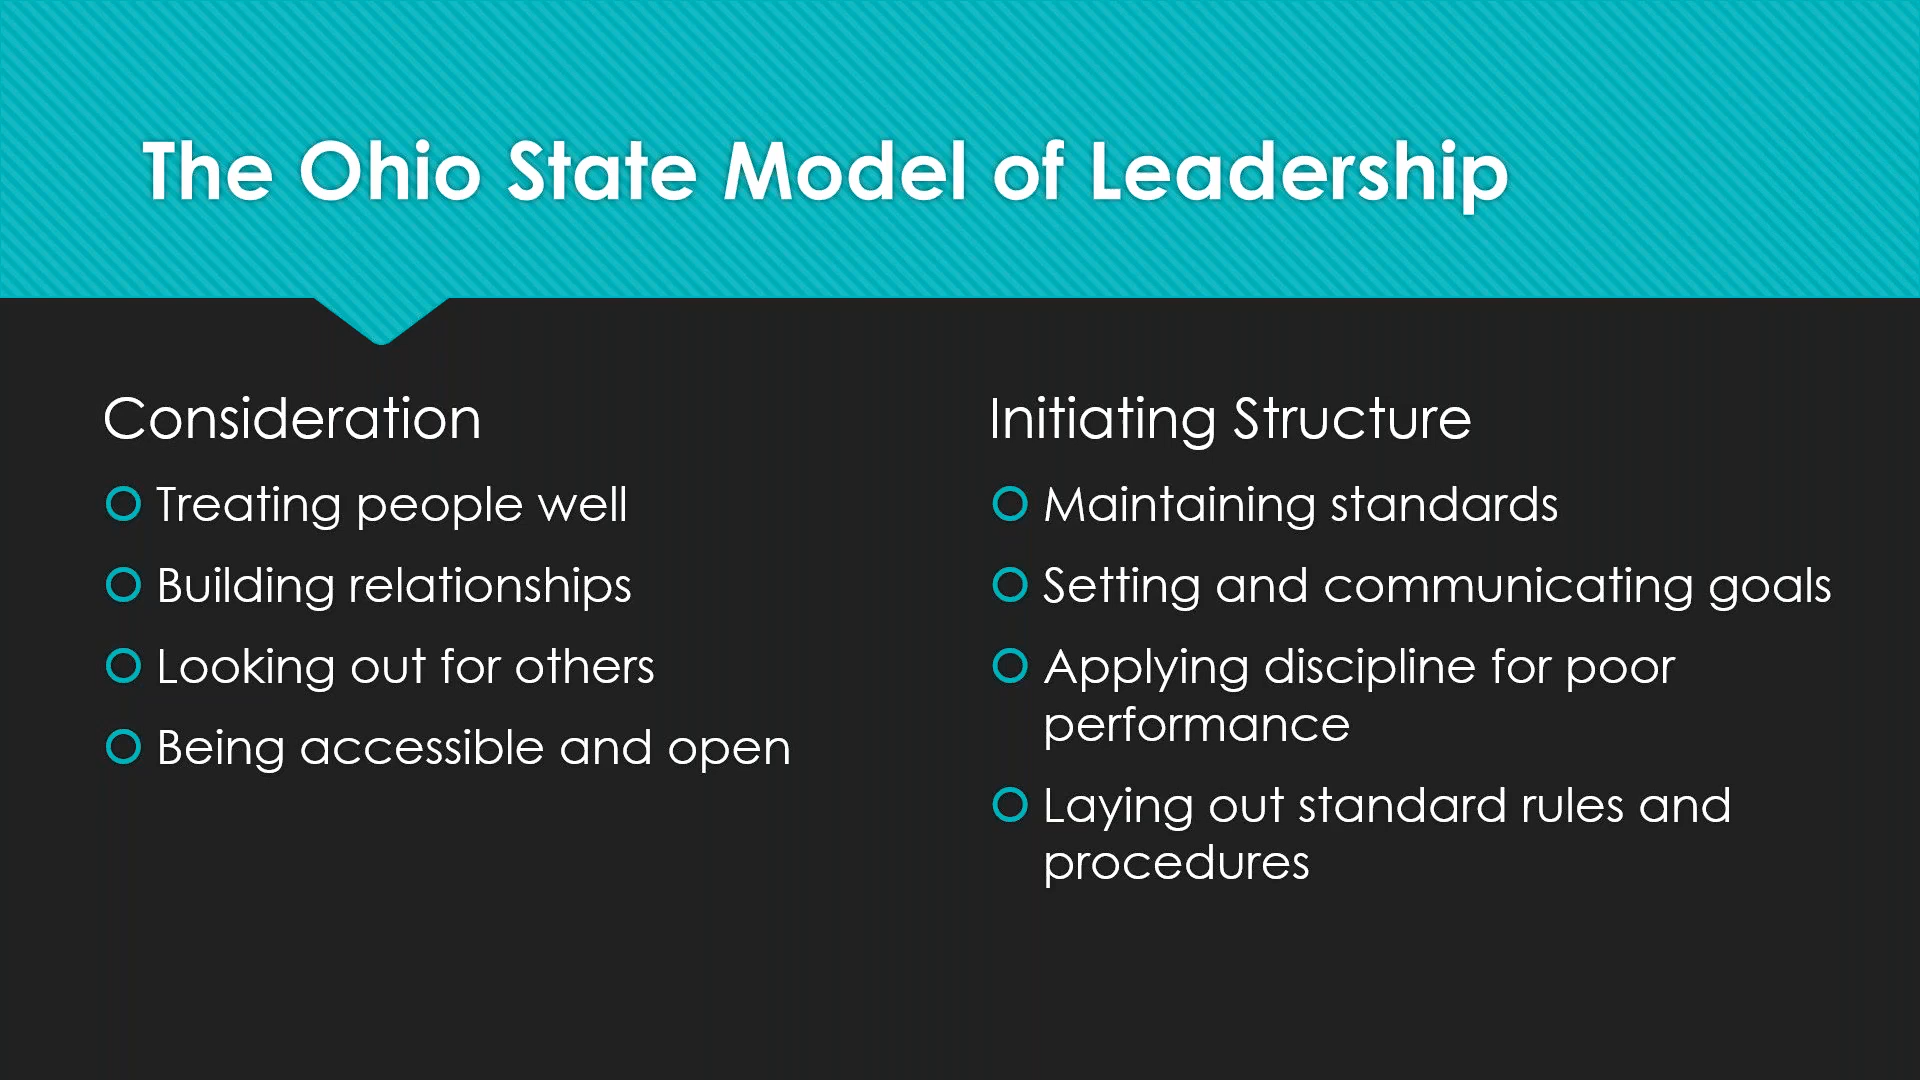 The Ohio State Model of Leadership
Consideration
Treating people well
Building relationships
Looking out for others
Being accessible and open
Initiating Structure
Maintaining standards
Setting and communicating goals
Applying discipline for poor
performance
Laying out standard rules and
procedures